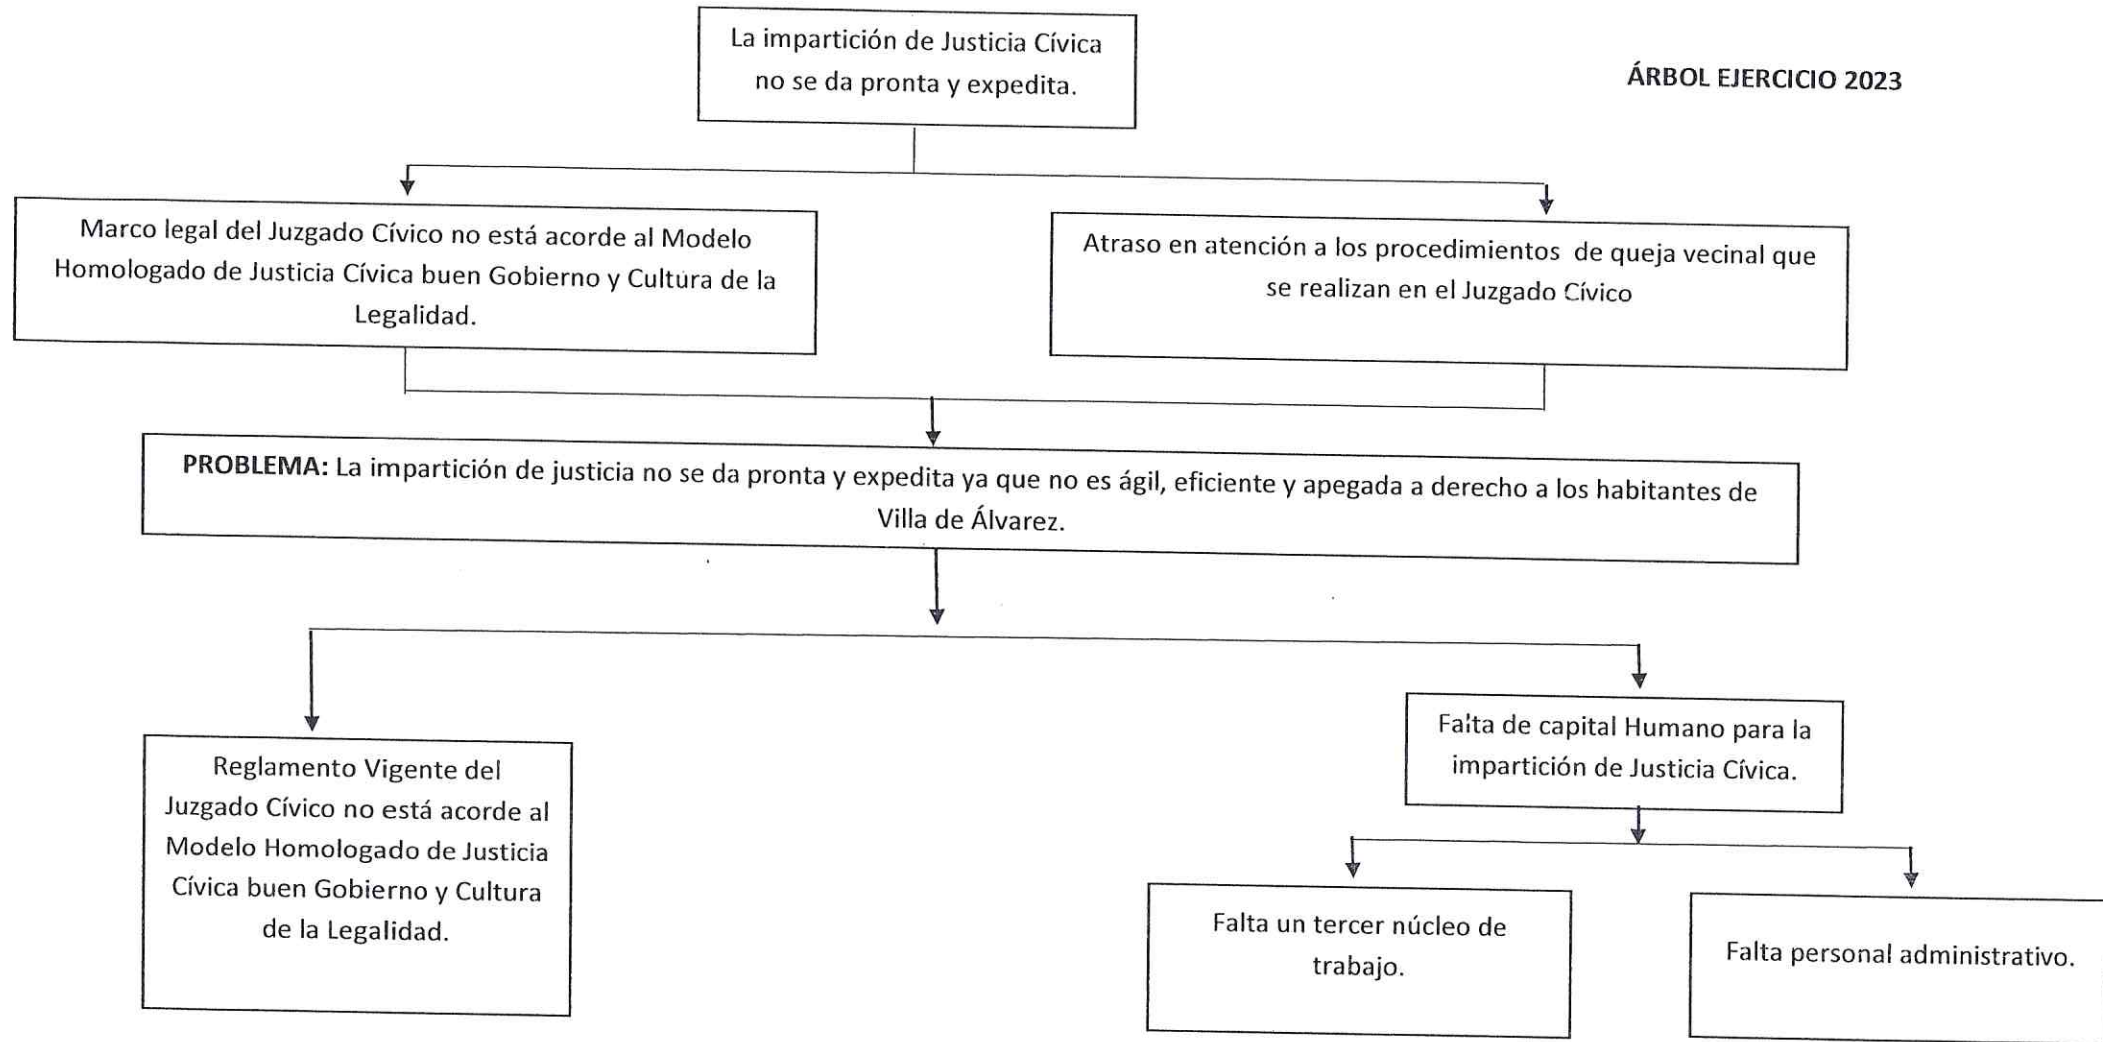 La impartición de Justicia Cívica
no se da pronta y expedita.
ÁRBOL EJERCICIO 2023
Marco legal del Juzgado Cívico no está acorde al Modelo
Homologado de Justicia Cívica buen Gobierno y Cultura de la
Legalidad.
Atraso en atención a los procedimientos de queja vecinal que
se realizan en el Juzgado Cívico
PROBLEMA: La impartición de justicia no se da pronta y expedita ya que no es ágil, eficiente y apegada a derecho a los habitantes de
Villa de Álvarez.
Reglamento Vigente del
Juzgado Cívico no está acorde al
Modelo Homologado de Justicia
Cívica buen Gobierno y Cultura
de la Legalidad.
Falta de capital Humano para la
impartición de Justicia Cívica.
Falta un tercer núcleo de
trabajo.
Falta personal administrativo.